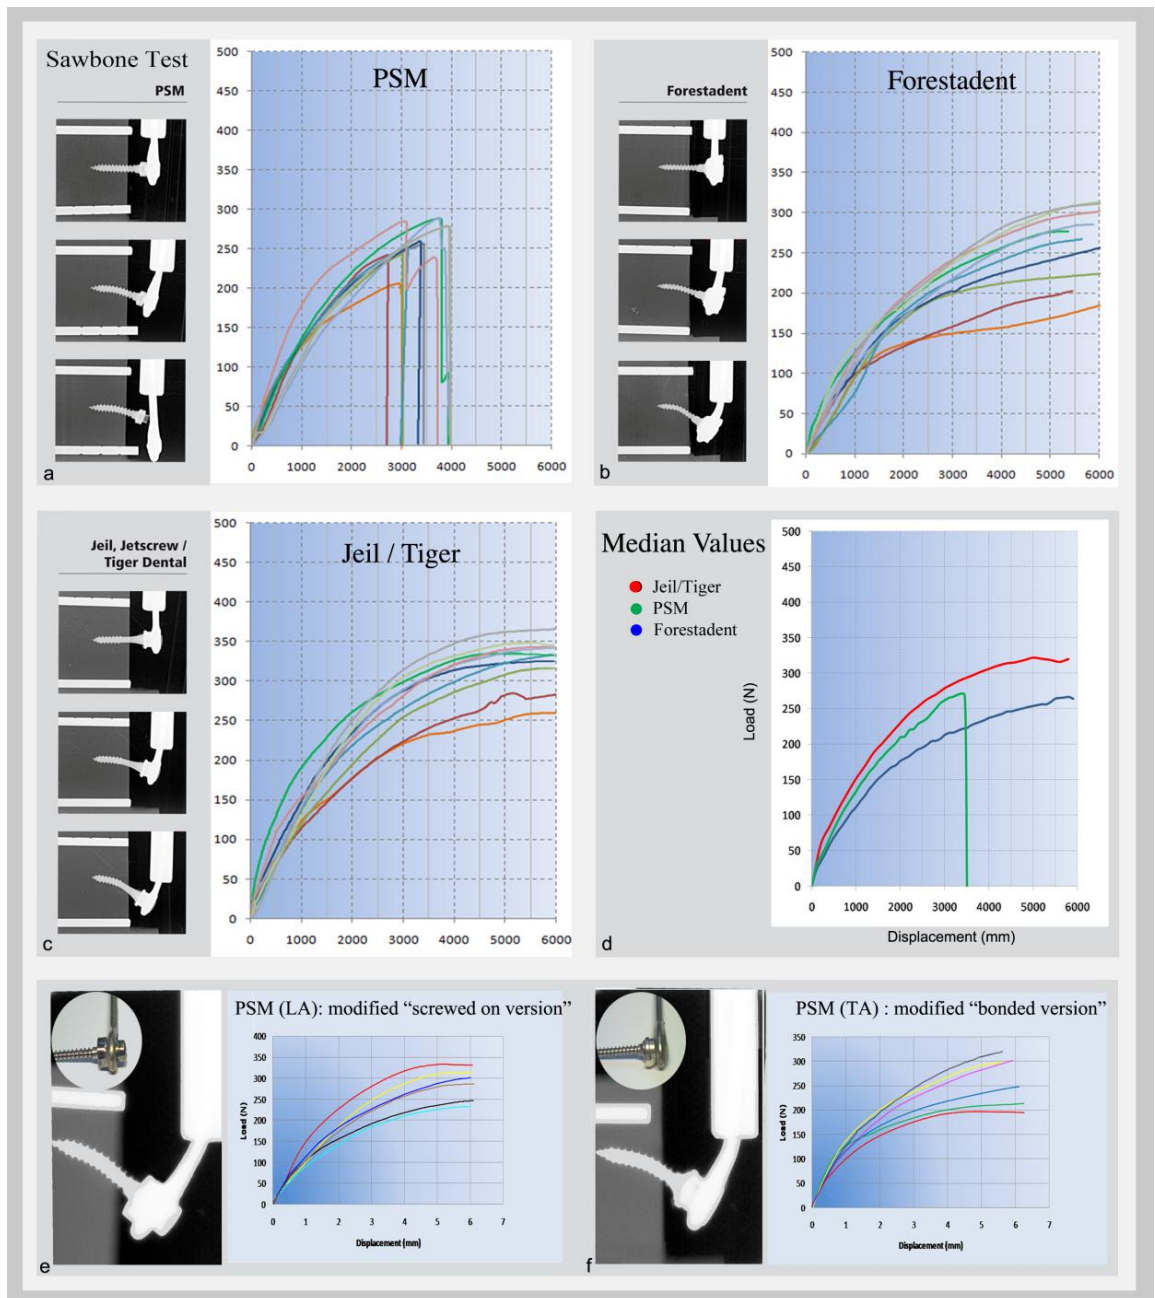 Sawbone Test
PSM
PSM
500
450
400
350
300
250
200
150
100
50
0
0 1000 2000 3000 4000 5000 6000
a
Forestadent
Forestadent
500
450
400
350
300
250
200
150
100
50
0
0 1000 2000 3000 4000 5000 6000
b
Jeil, Jetscrew /
Tiger Dental
Jeil / Tiger
500
450
400
350
300
250
200
150
100
50
0
0 1000 2000 3000 4000 5000 6000
c
Median Values
Jeil/Tiger
PSM
Forestadent
Load (N)
500
450
400
350
300
250
200
150
100
50
0
0 1000 2000 3000 4000 5000 6000
Displacement (mm)
d
PSM (LA): modified “screwed on version”
Load (N)
400
350
300
250
200
150
100
50
0
0 1 2 3 4 5 6 7
Displacement (mm)
e
PSM (TA) : modified “bonded version”
Load (N)
350
300
250
200
150
100
50
0
0 1 2 3 4 5 6 7
Displacement (mm)
f